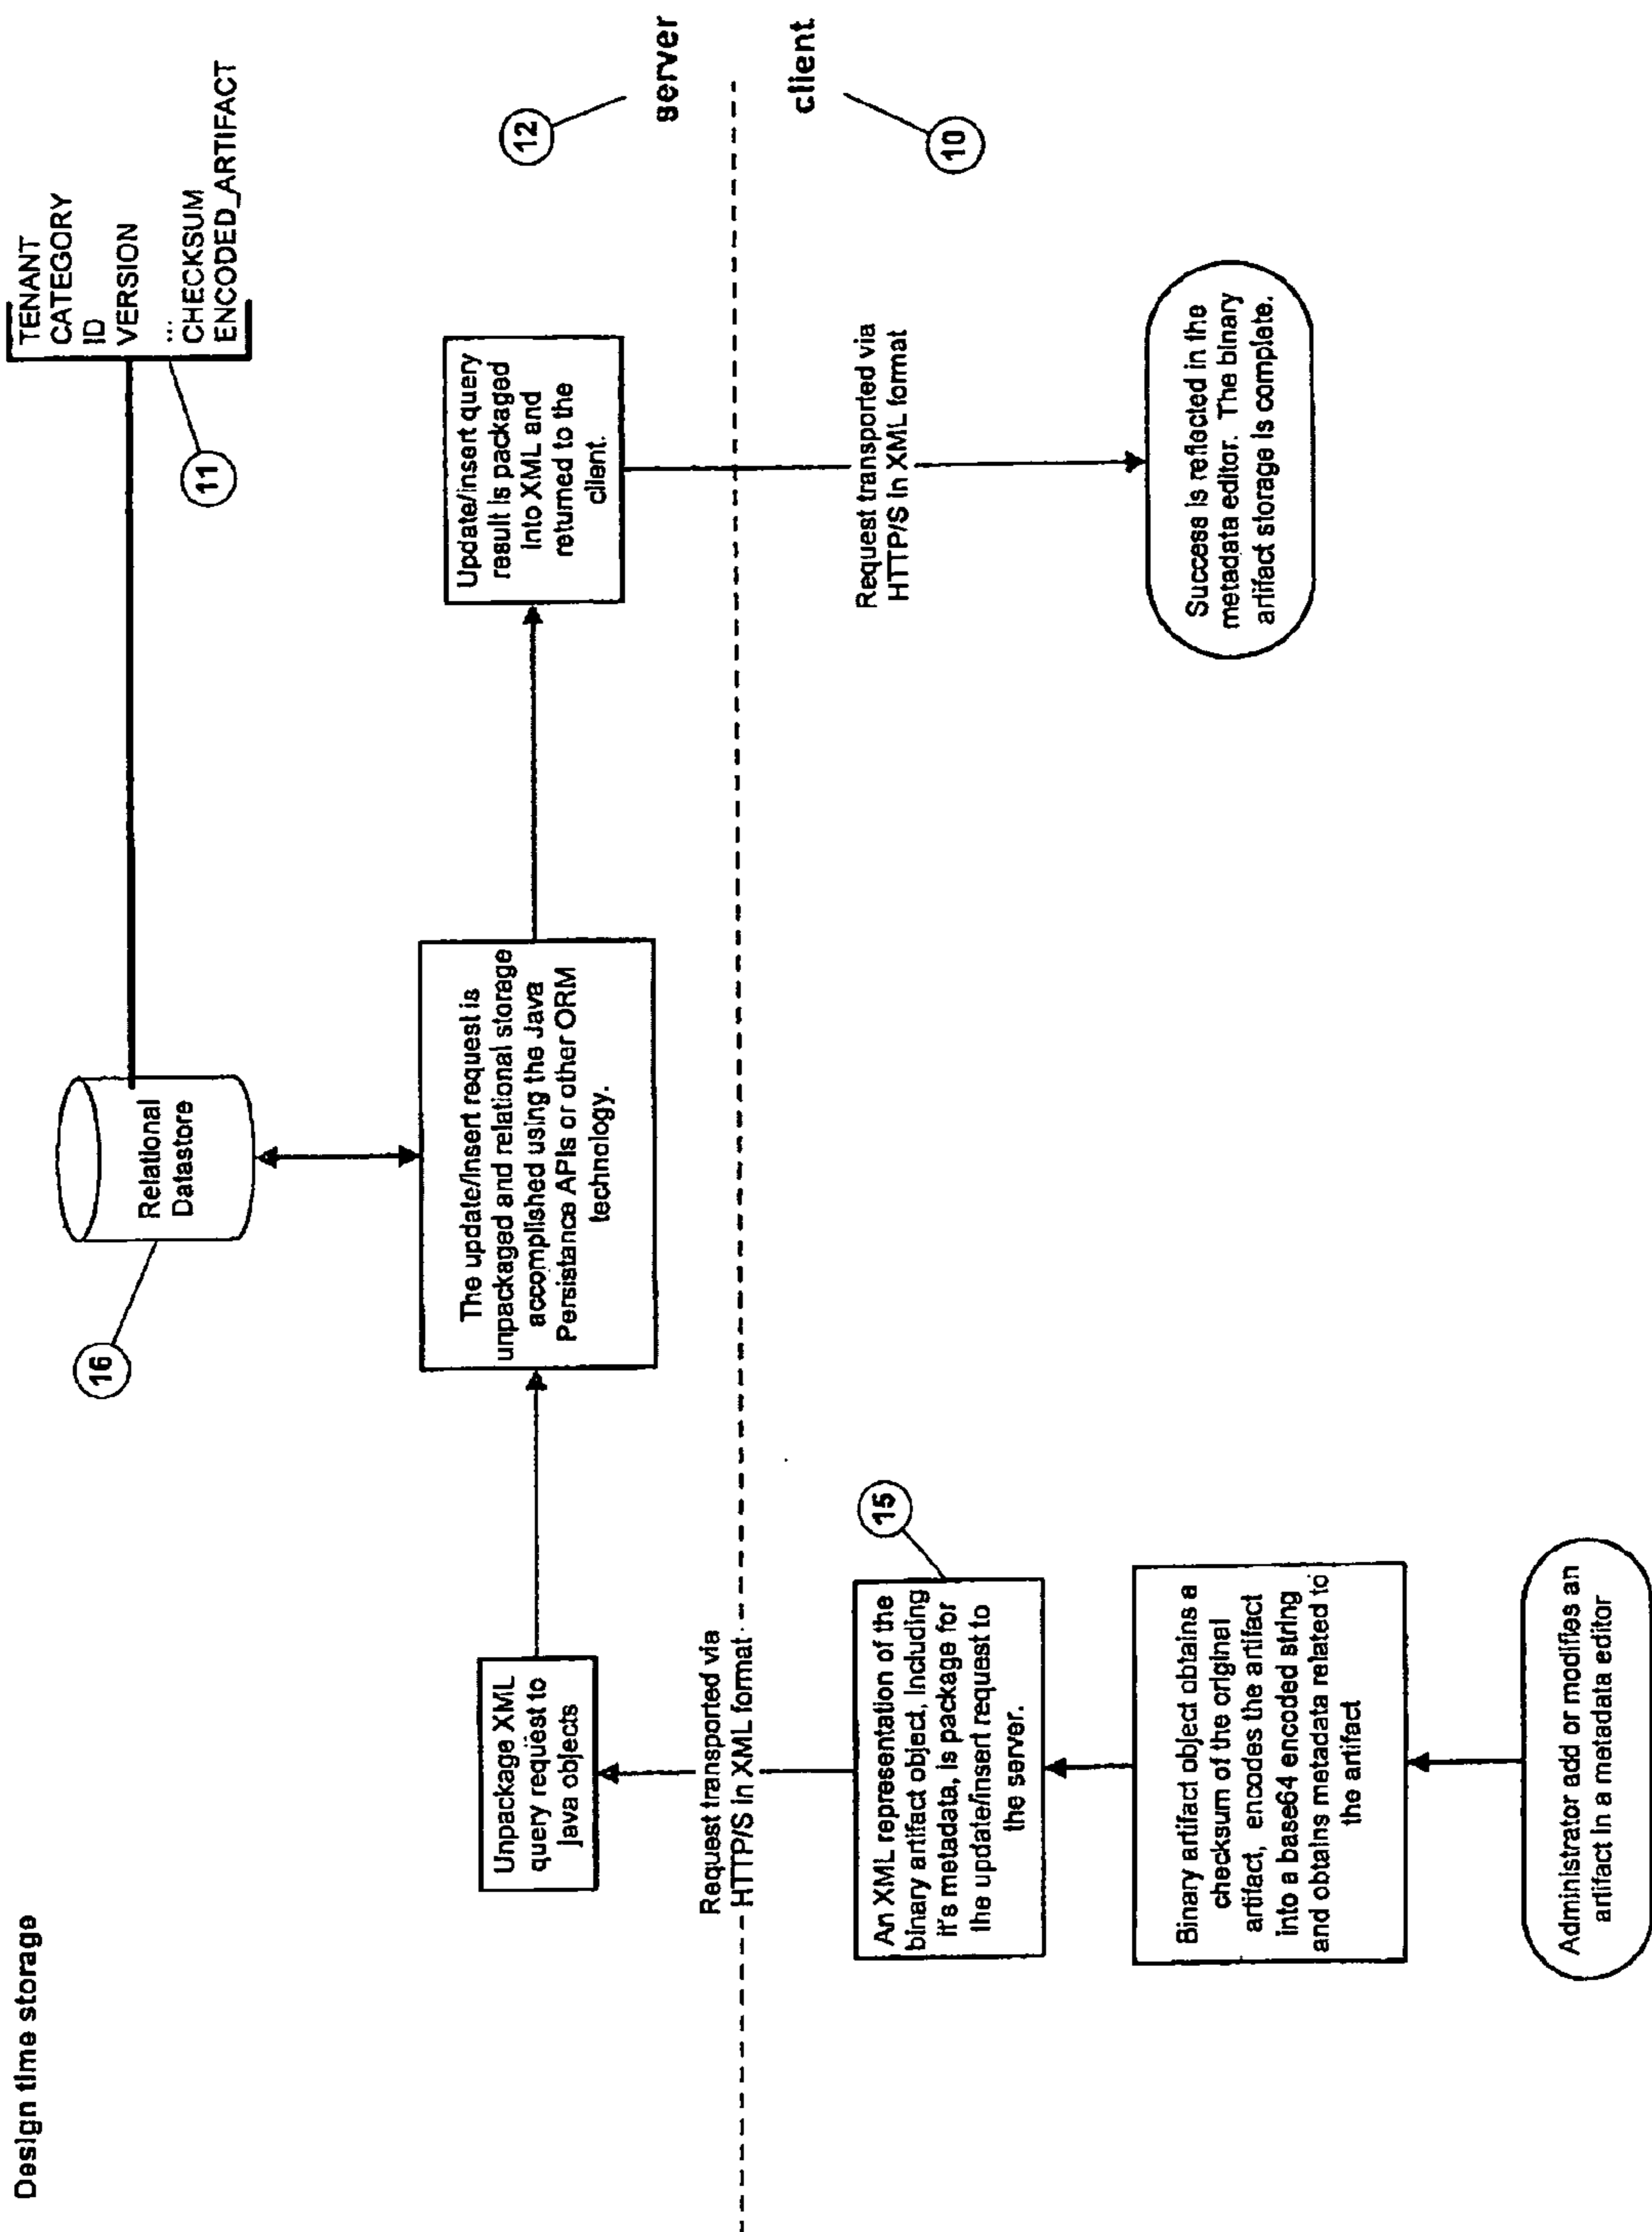 Design time storage
TENANT
CATEGORY
ID
VERSION
...
CHECKSUM
ENCODED_ARTIFACT
11
Relational
Datastore
16
12
server
client
10
Unpackage XML
query request to
java objects
The update/insert request is
unpackaged and relational storage
accomplished using the Java
Persistance APIs or other ORM
technology.
Update/insert query
result is packaged
into XML and
returned to the
client.
Request transported via
HTTP/S in XML format
Request transported via
HTTP/S in XML format
15
An XML representation of the
binary artifact object, including
it's metadata, is package for
the update/insert request to
the server.
Binary artifact object obtains a
checksum of the original
artifact, encodes the artifact
into a base64 encoded string
and obtains metadata related to
the artifact
Administrator add or modifies an
artifact in a metadata editor
Success is reflected in the
metadata editor. The binary
artifact storage is complete.